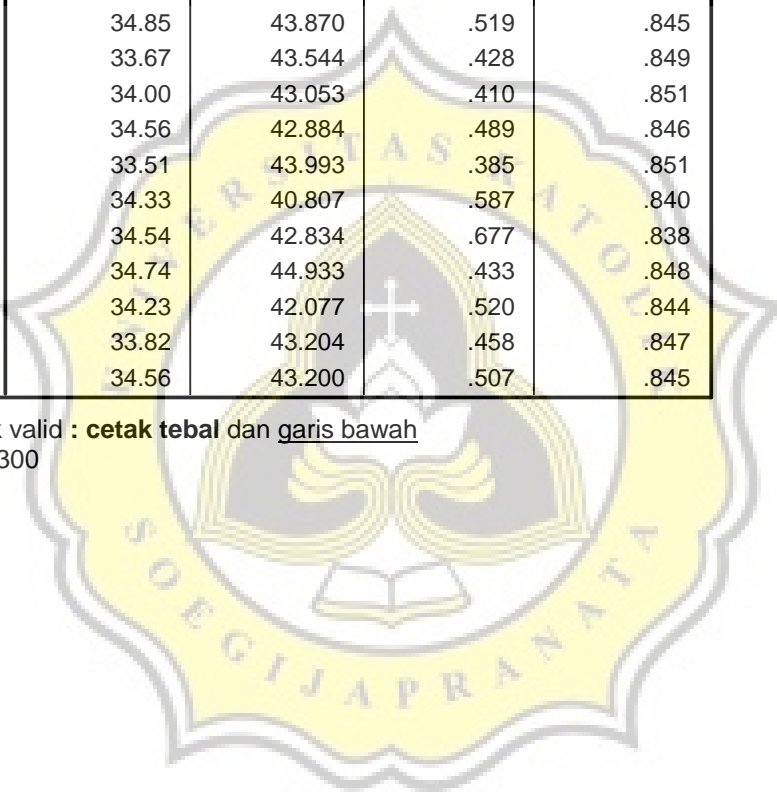 34.85 43.870 .519 .845
33.67 43.544 .428 .849
34.00 43.053 .410 .851
34.56 42.884 .489 .846
33.51 43.993 .385 .851
34.33 40.807 .587 .840
34.54 42.834 .677 .838
34.74 44.933 .433 .848
34.23 42.077 .520 .844
33.82 43.204 .458 .847
34.56 43.200 .507 .845
valid : cetak tebal dan garis bawah
300
UNIVERSITAS KATOLIK
SOEGIJAPRANATA